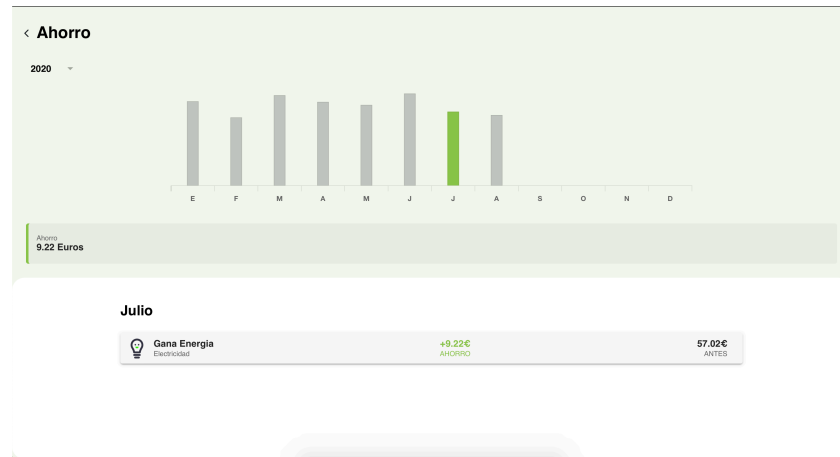 Ahorro
2020
E F M A M J J A S O N D
Ahorro
9.22 Euros
Julio
Gana Energia +9.22€ 57.02€
Electricidad AHORRO ANTES